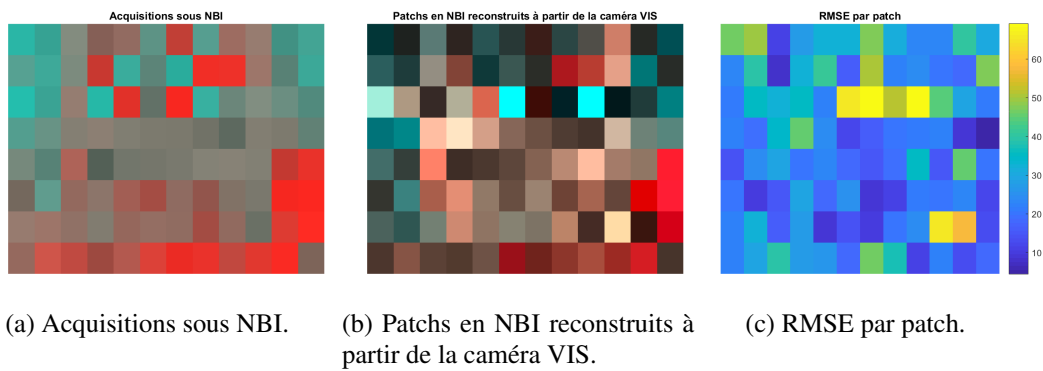 Acquisitions sous NBI
Patchs en NBI reconstruits à partir de la caméra VIS
RMSE par patch
60
50
40
30
20
10
(a) Acquisitions sous NBI.
(b) Patchs en NBI reconstruits à
partir de la caméra VIS.
(c) RMSE par patch.